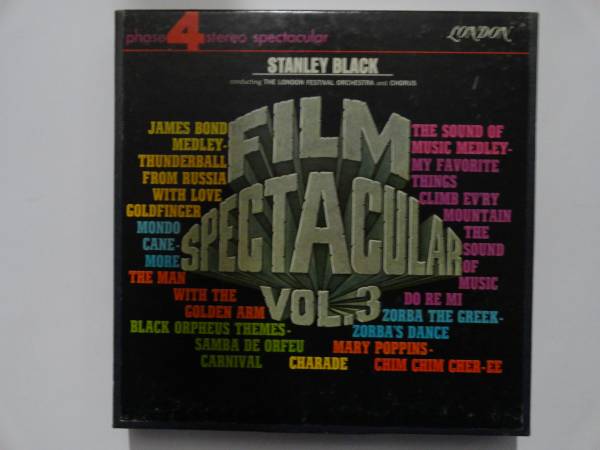 phase 4 stereo spectacular
LONDON
STANLEY BLACK
conducting THE LONDON FESTIVAL ORCHESTRA and CHORUS
FILM
SPECTACULAR
VOL.3
JAMES BOND
MEDLEY-
THUNDERBALL
FROM RUSSIA
WITH LOVE
GOLDFINGER
MONDO
CANE-
MORE
THE MAN
WITH THE
GOLDEN ARM
BLACK ORPHEUS THEMES-
SAMBA DE ORFEU
CARNIVAL
CHARADE
THE SOUND OF
MUSIC MEDLEY-
MY FAVORITE
THINGS
CLIMB EV'RY
MOUNTAIN
THE
SOUND
OF
MUSIC
DO RE MI
ZORBA THE GREEK-
ZORBA'S DANCE
MARY POPPINS-
CHIM CHIM CHER-EE